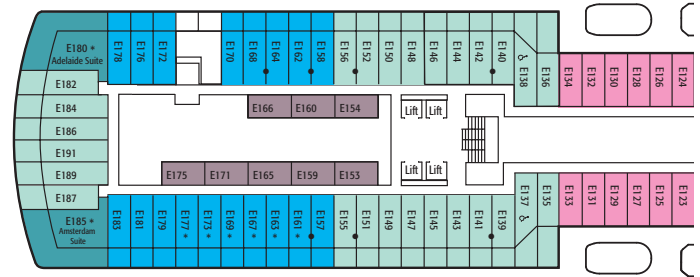 E180 *
Adelaide Suite
E178
E176
E172
E170
E168
E164
E162
E158
E156
E152
E150
E148
E146
E144
E142
E140
E138
E136
E134
E132
E130
E128
E126
E124
E182
E184
E186
E191
E189
E187
E166
E160
E154
Lift
Lift
E175
E171
E165
E159
E153
Lift
Lift
E185 *
Amsterdam
Suite
E183
E181
E179
E177 *
E173 *
E169 *
E167 *
E163 *
E161 *
E157
E155
E151
E149
E147
E145
E143
E141
E139
E137
E135
E133
E131
E129
E127
E125
E123